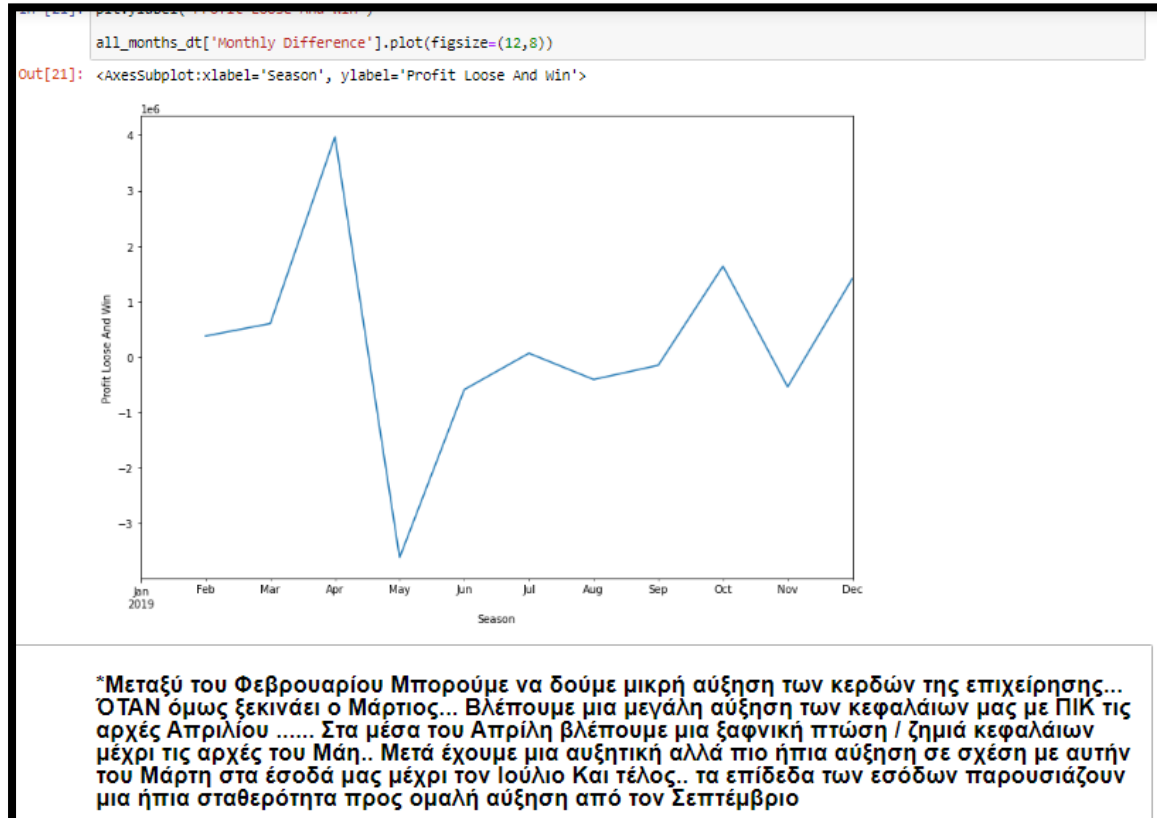 all_months_dt['Monthly Difference'].plot(figsize=(12,8))
Out[21]: <AxesSubplot:xlabel='Season', ylabel='Profit Loose And Win'>
1e6
4
3
2
1
0
−1
−2
−3
Profit Loose And Win
Jan Feb Mar Apr May Jun Jul Aug Sep Oct Nov Dec
2019
Season
*Μεταξύ του Φεβρουαρίου Μπορούμε να δούμε μικρή αύξηση των κερδών της επιχείρησης...
ΌΤΑΝ όμως ξεκινάει ο Μάρτιος... Βλέπουμε μια μεγάλη αύξηση των κεφαλάιων μας με ΠΙΚ τις
αρχές Απριλίου ...... Στα μέσα του Απρίλη βλέπουμε μια ξαφνική πτώση / ζημιά κεφαλάιων
μέχρι τις αρχές του Μάη.. Μετά έχουμε μια αυξητική αλλά πιο ήπια αύξηση σε σχέση με αυτήν
του Μάρτη στα έσοδά μας μέχρι τον Ιούλιο Και τέλος.. τα επίδεδα των εσόδων παρουσιάζουν
μια ήπια σταθερότητα προς ομαλή αύξηση από τον Σεπτέμβριο